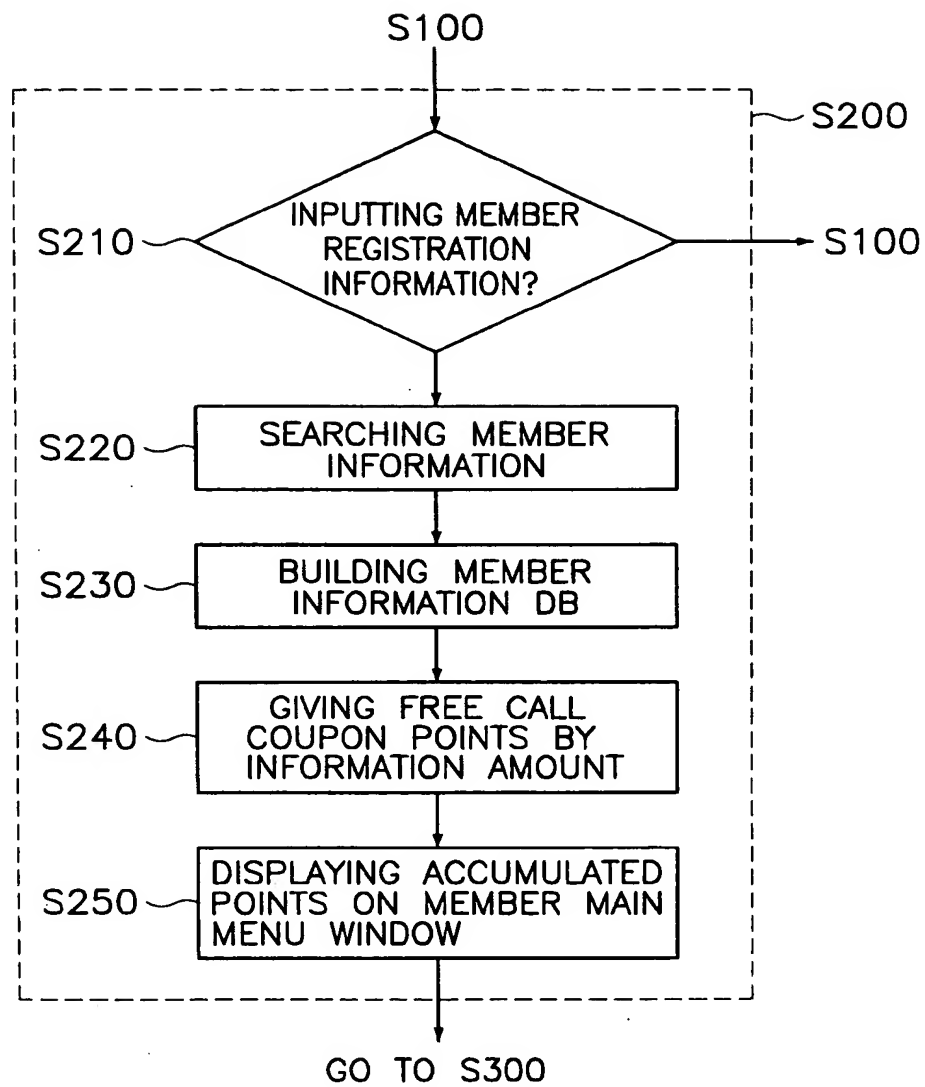 S100
S200
S210
INPUTTING MEMBER
REGISTRATION
INFORMATION?
S100
S220
SEARCHING MEMBER
INFORMATION
S230
BUILDING MEMBER
INFORMATION DB
S240
GIVING FREE CALL
COUPON POINTS BY
INFORMATION AMOUNT
S250
DISPLAYING ACCUMULATED
POINTS ON MEMBER MAIN
MENU WINDOW
GO TO S300